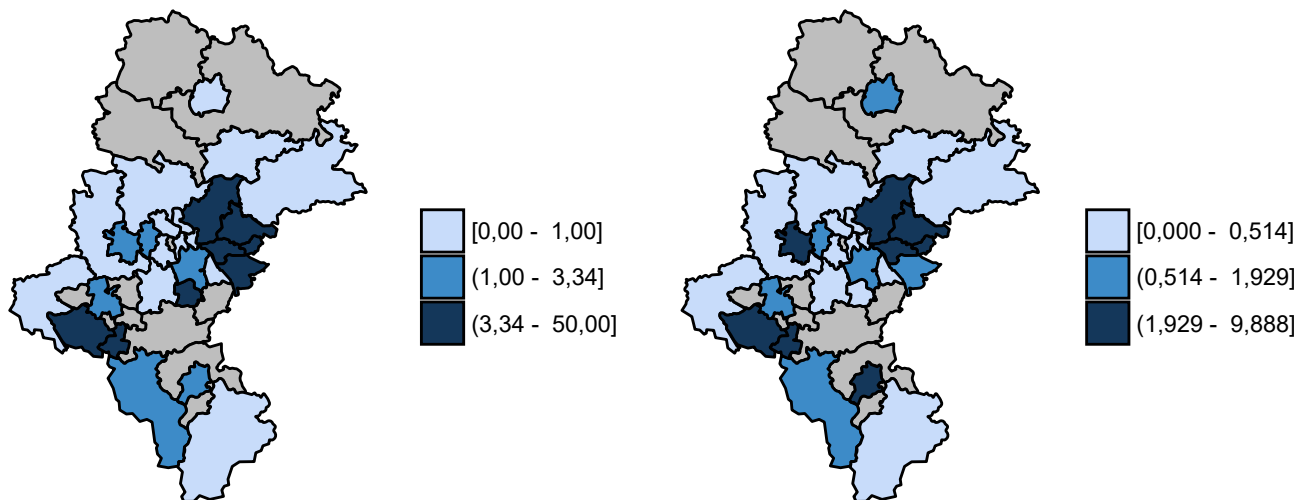 [0,00 - 1,00]
(1,00 - 3,34]
(3,34 - 50,00]
[0,000 - 0,514]
(0,514 - 1,929]
(1,929 - 9,888]